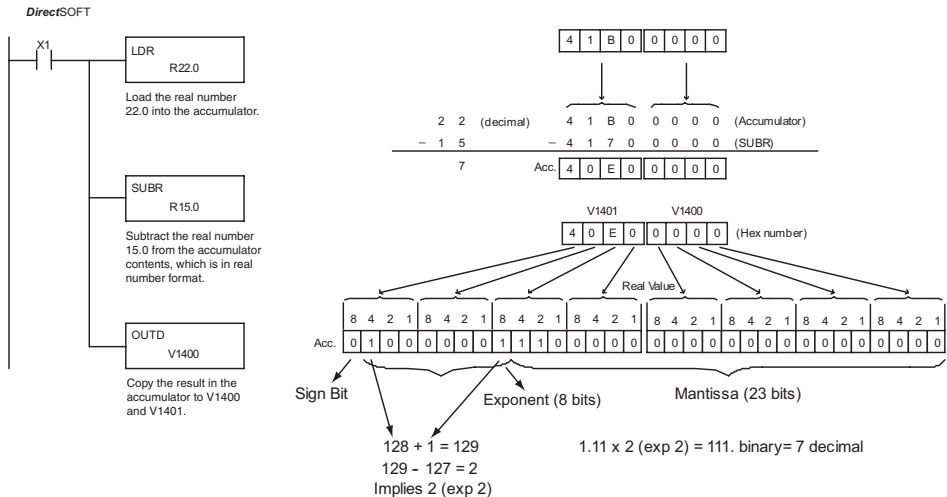 DirectSOFT
X1
LDR
R22.0
Load the real number
22.0 into the accumulator.
SUBR
R15.0
Subtract the real number
15.0 from the accumulator
contents, which is in real
number format.
OUTD
V1400
Copy the result in the
accumulator to V1400
and V1401.
4 1 B 0 0 0 0 0
2 2 (decimal) 4 1 B 0 0 0 0 0 (Accumulator)
– 1 5 – 4 1 7 0 0 0 0 0 (SUBR)
7 Acc. 4 0 E 0 0 0 0 0
V1401 V1400
4 0 E 0 0 0 0 0 (Hex number)
Real Value
8 4 2 1 8 4 2 1 8 4 2 1 8 4 2 1 8 4 2 1 8 4 2 1 8 4 2 1 8 4 2 1
Acc. 0 1 0 0 0 0 0 0 1 1 1 0 0 0 0 0 0 0 0 0 0 0 0 0 0 0 0 0 0 0 0 0
Sign Bit Exponent (8 bits) Mantissa (23 bits)
128 + 1 = 129 1.11 x 2 (exp 2) = 111. binary= 7 decimal
129 – 127 = 2
Implies 2 (exp 2)